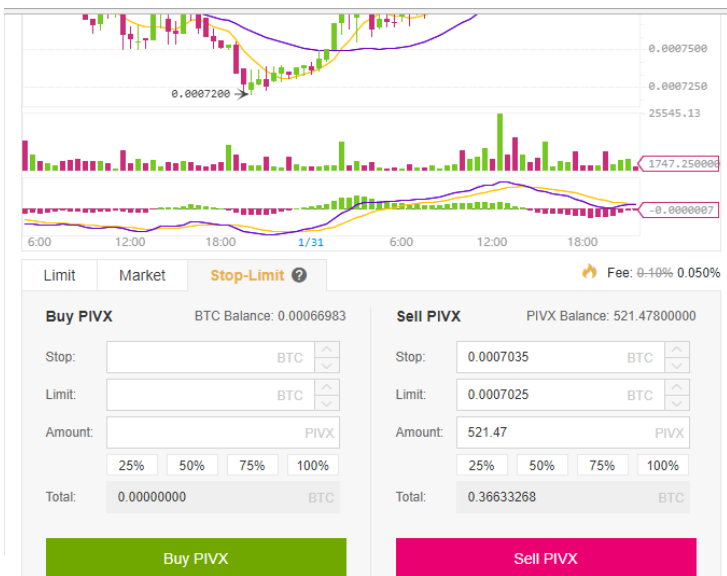 0.0007500
0.0007250
0.0007200
25545.13
1747.250000
-0.0000007
6:00 12:00 18:00 1/31 6:00 12:00 18:00
Limit Market Stop-Limit ? Fee: 0.10% 0.050%
Buy PIVX BTC Balance: 0.00066983 Sell PIVX PIVX Balance: 521.47800000
Stop: BTC Stop: 0.0007035 BTC
Limit: BTC Limit: 0.0007025 BTC
Amount: PIVX Amount: 521.47 PIVX
25% 50% 75% 100% 25% 50% 75% 100%
Total: 0.00000000 BTC Total: 0.36633268 BTC
Buy PIVX Sell PIVX